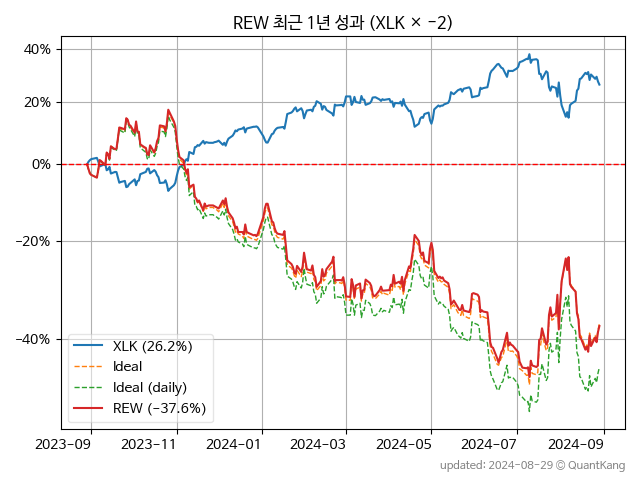 REW 최근 1년 성과 (XLK × −2)
40%
20%
0%
−20%
−40%
XLK (26.2%)
Ideal
Ideal (daily)
REW (−37.6%)
2023−09 2023−11 2024−01 2024−03 2024−05 2024−07 2024−09
updated: 2024−08−29 © QuantKang